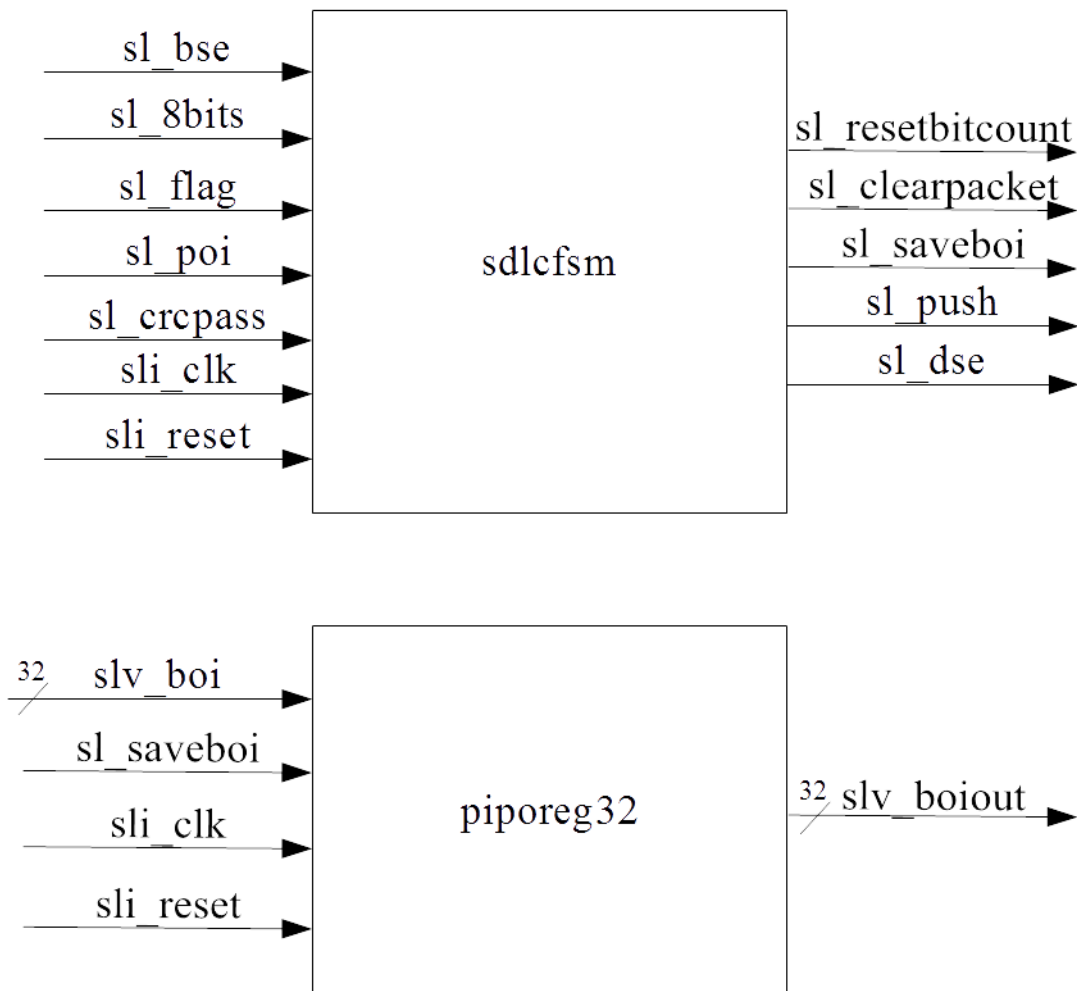 sl_bse
sl_8bits
sl_flag
sl_poi
sl_crcpass
sli_clk
sli_reset
sdlcfsm
sl_resetbitcount
sl_clearpacket
sl_saveboi
sl_push
sl_dse
32
slv_boi
sl_saveboi
sli_clk
sli_reset
piporeg32
32
slv_boiout